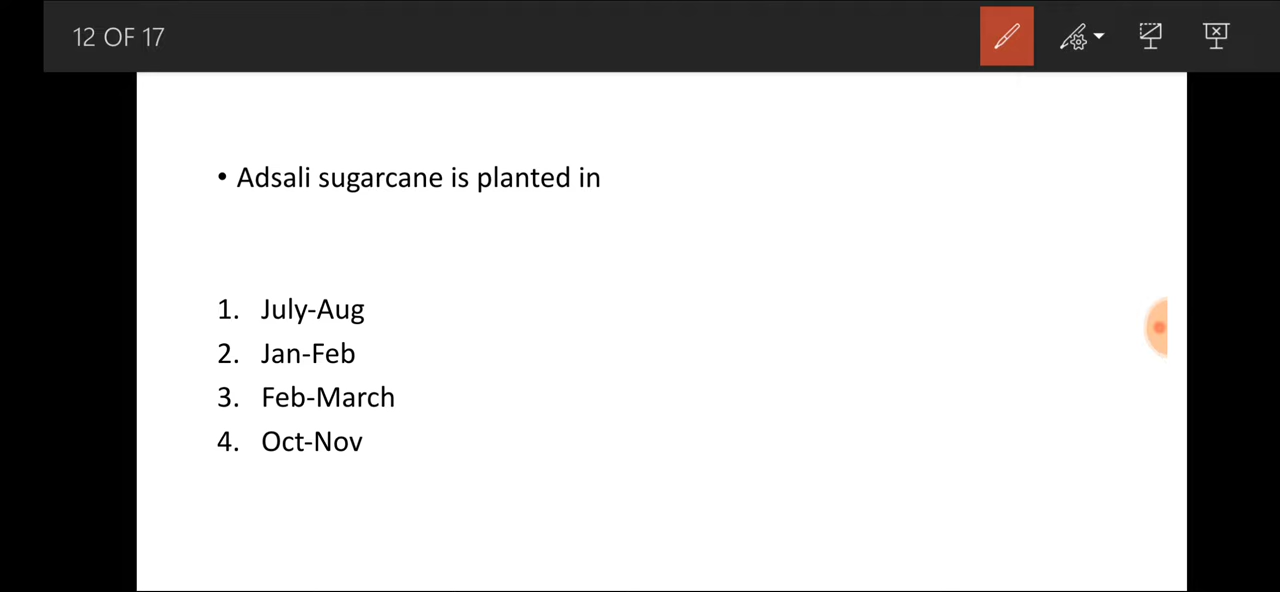 12 OF 17
• Adsali sugarcane is planted in
1. July-Aug
2. Jan-Feb
3. Feb-March
4. Oct-Nov